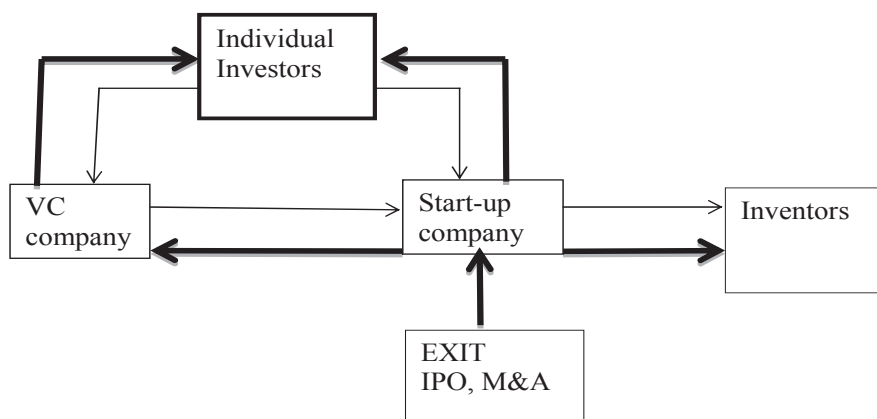 Individual
Investors
VC
company
Start-up
company
Inventors
EXIT
IPO, M&A